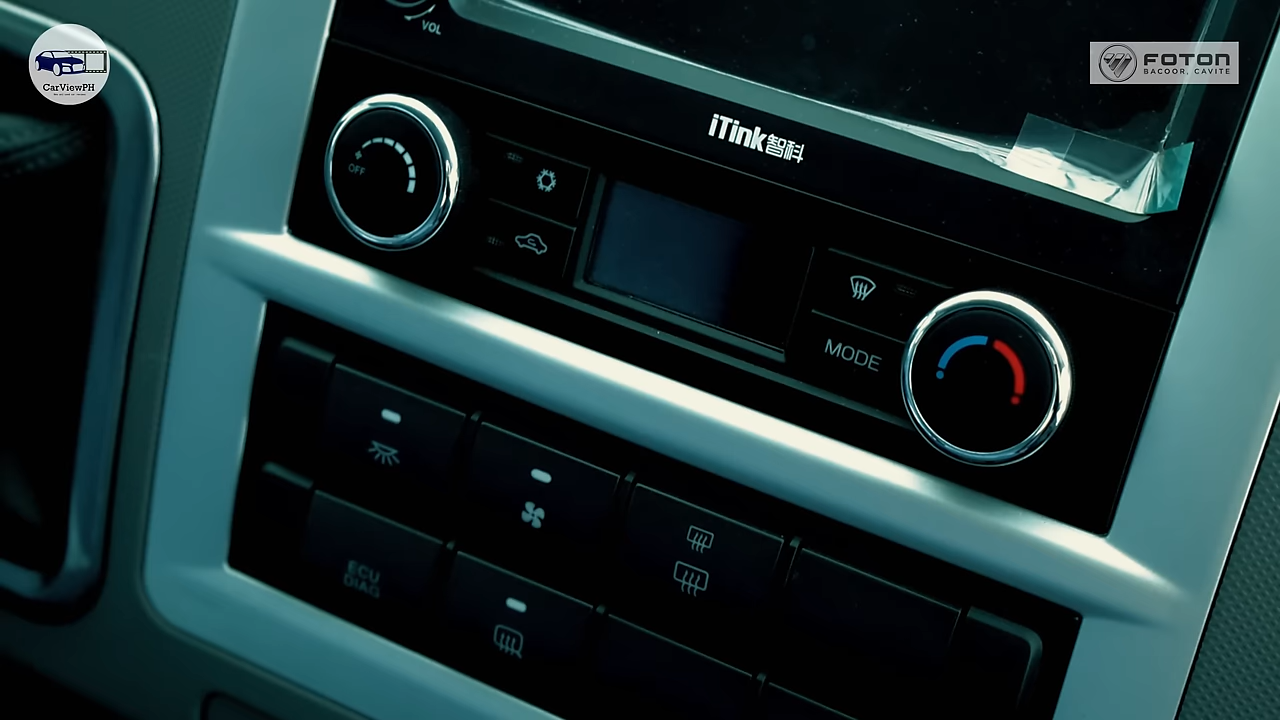 VOL
CarViewPH
FOTON
BACOOR, CAVITE
iTink智科
OFF
MODE
ECU
DIAG